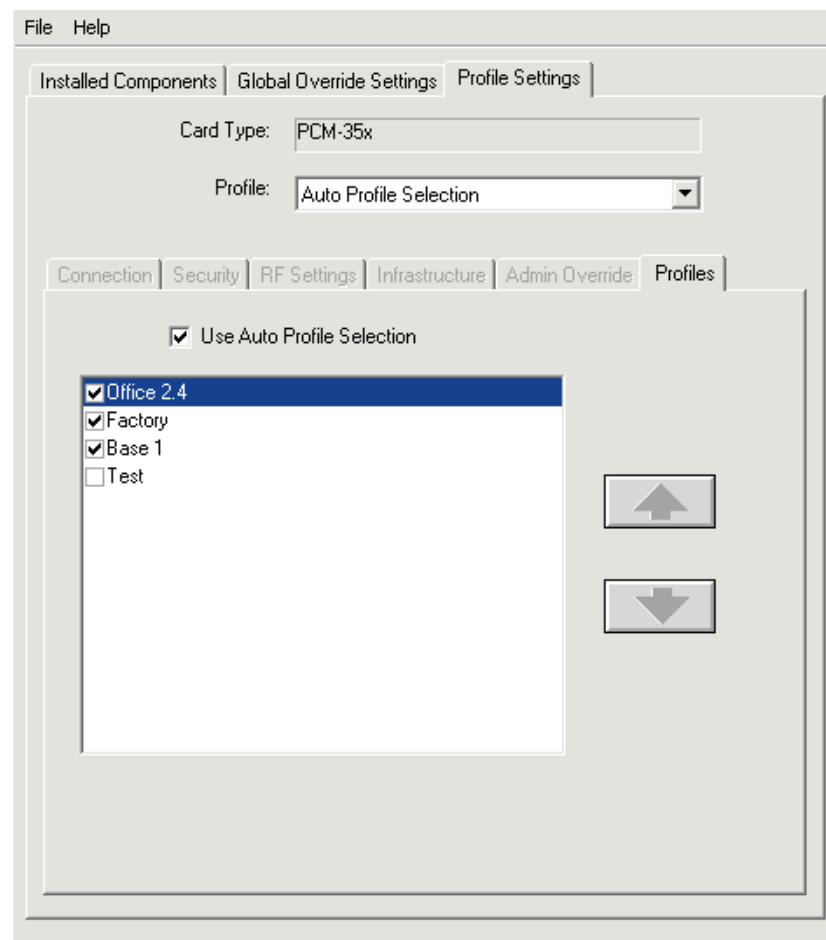 File Help
Installed Components Global Override Settings Profile Settings
Card Type: PCM-35x
Profile: Auto Profile Selection
Connection Security RF Settings Infrastructure Admin Override Profiles
Use Auto Profile Selection
Office 2.4
Factory
Base 1
Test